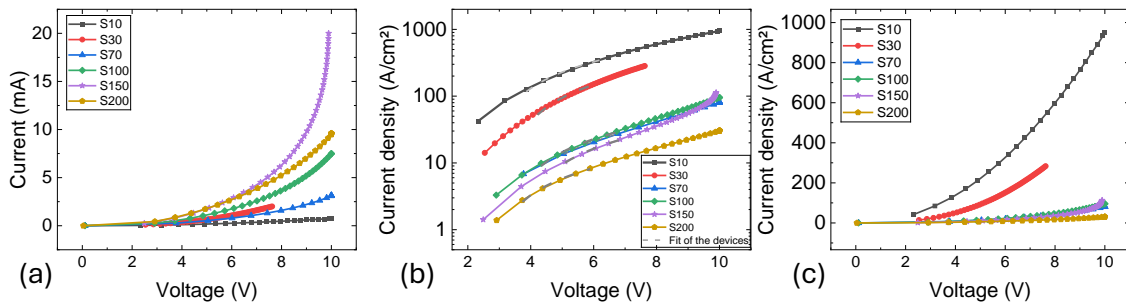 20
15
10
5
0
Current (mA)
S10
S30
S70
S100
S150
S200
0 2 4 6 8 10
Voltage (V)
(a)
1000
100
10
1
Current density (A/cm²)
S10
S30
S70
S100
S150
S200
Fit of the devices
2 4 6 8 10
Voltage (V)
(b)
1000
800
600
400
200
0
Current density (A/cm²)
S10
S30
S70
S100
S150
S200
0 2 4 6 8 10
Voltage (V)
(c)